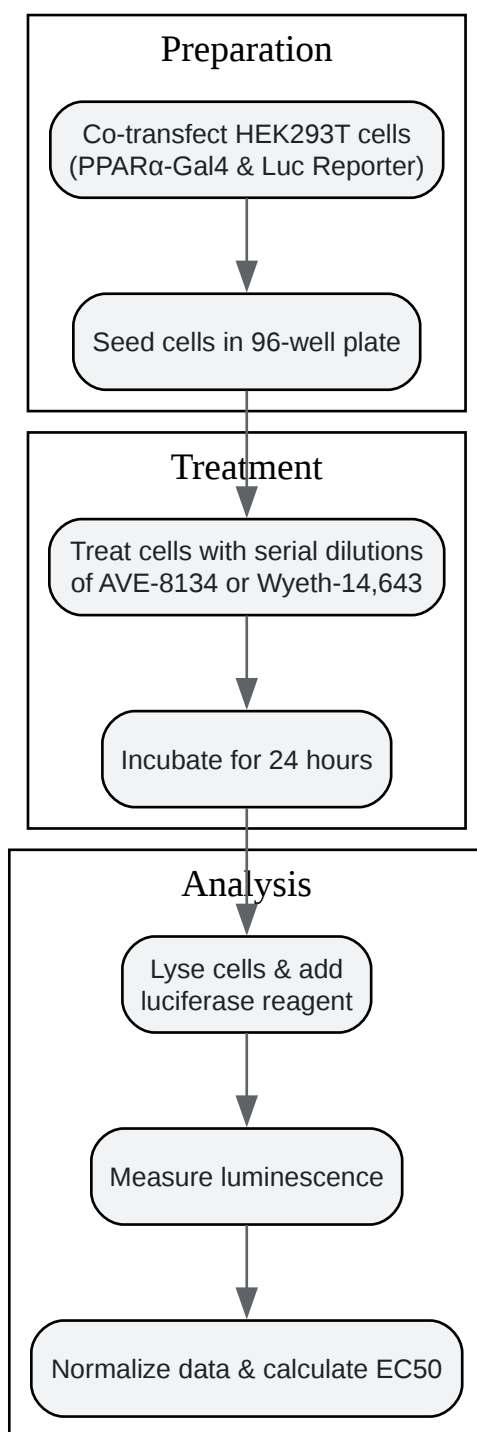 Preparation
Co-transfect HEK293T cells
(PPARα-Gal4 & Luc Reporter)
Seed cells in 96-well plate
Treatment
Treat cells with serial dilutions
of AVE-8134 or Wyeth-14,643
Incubate for 24 hours
Analysis
Lyse cells & add
luciferase reagent
Measure luminescence
Normalize data & calculate EC50